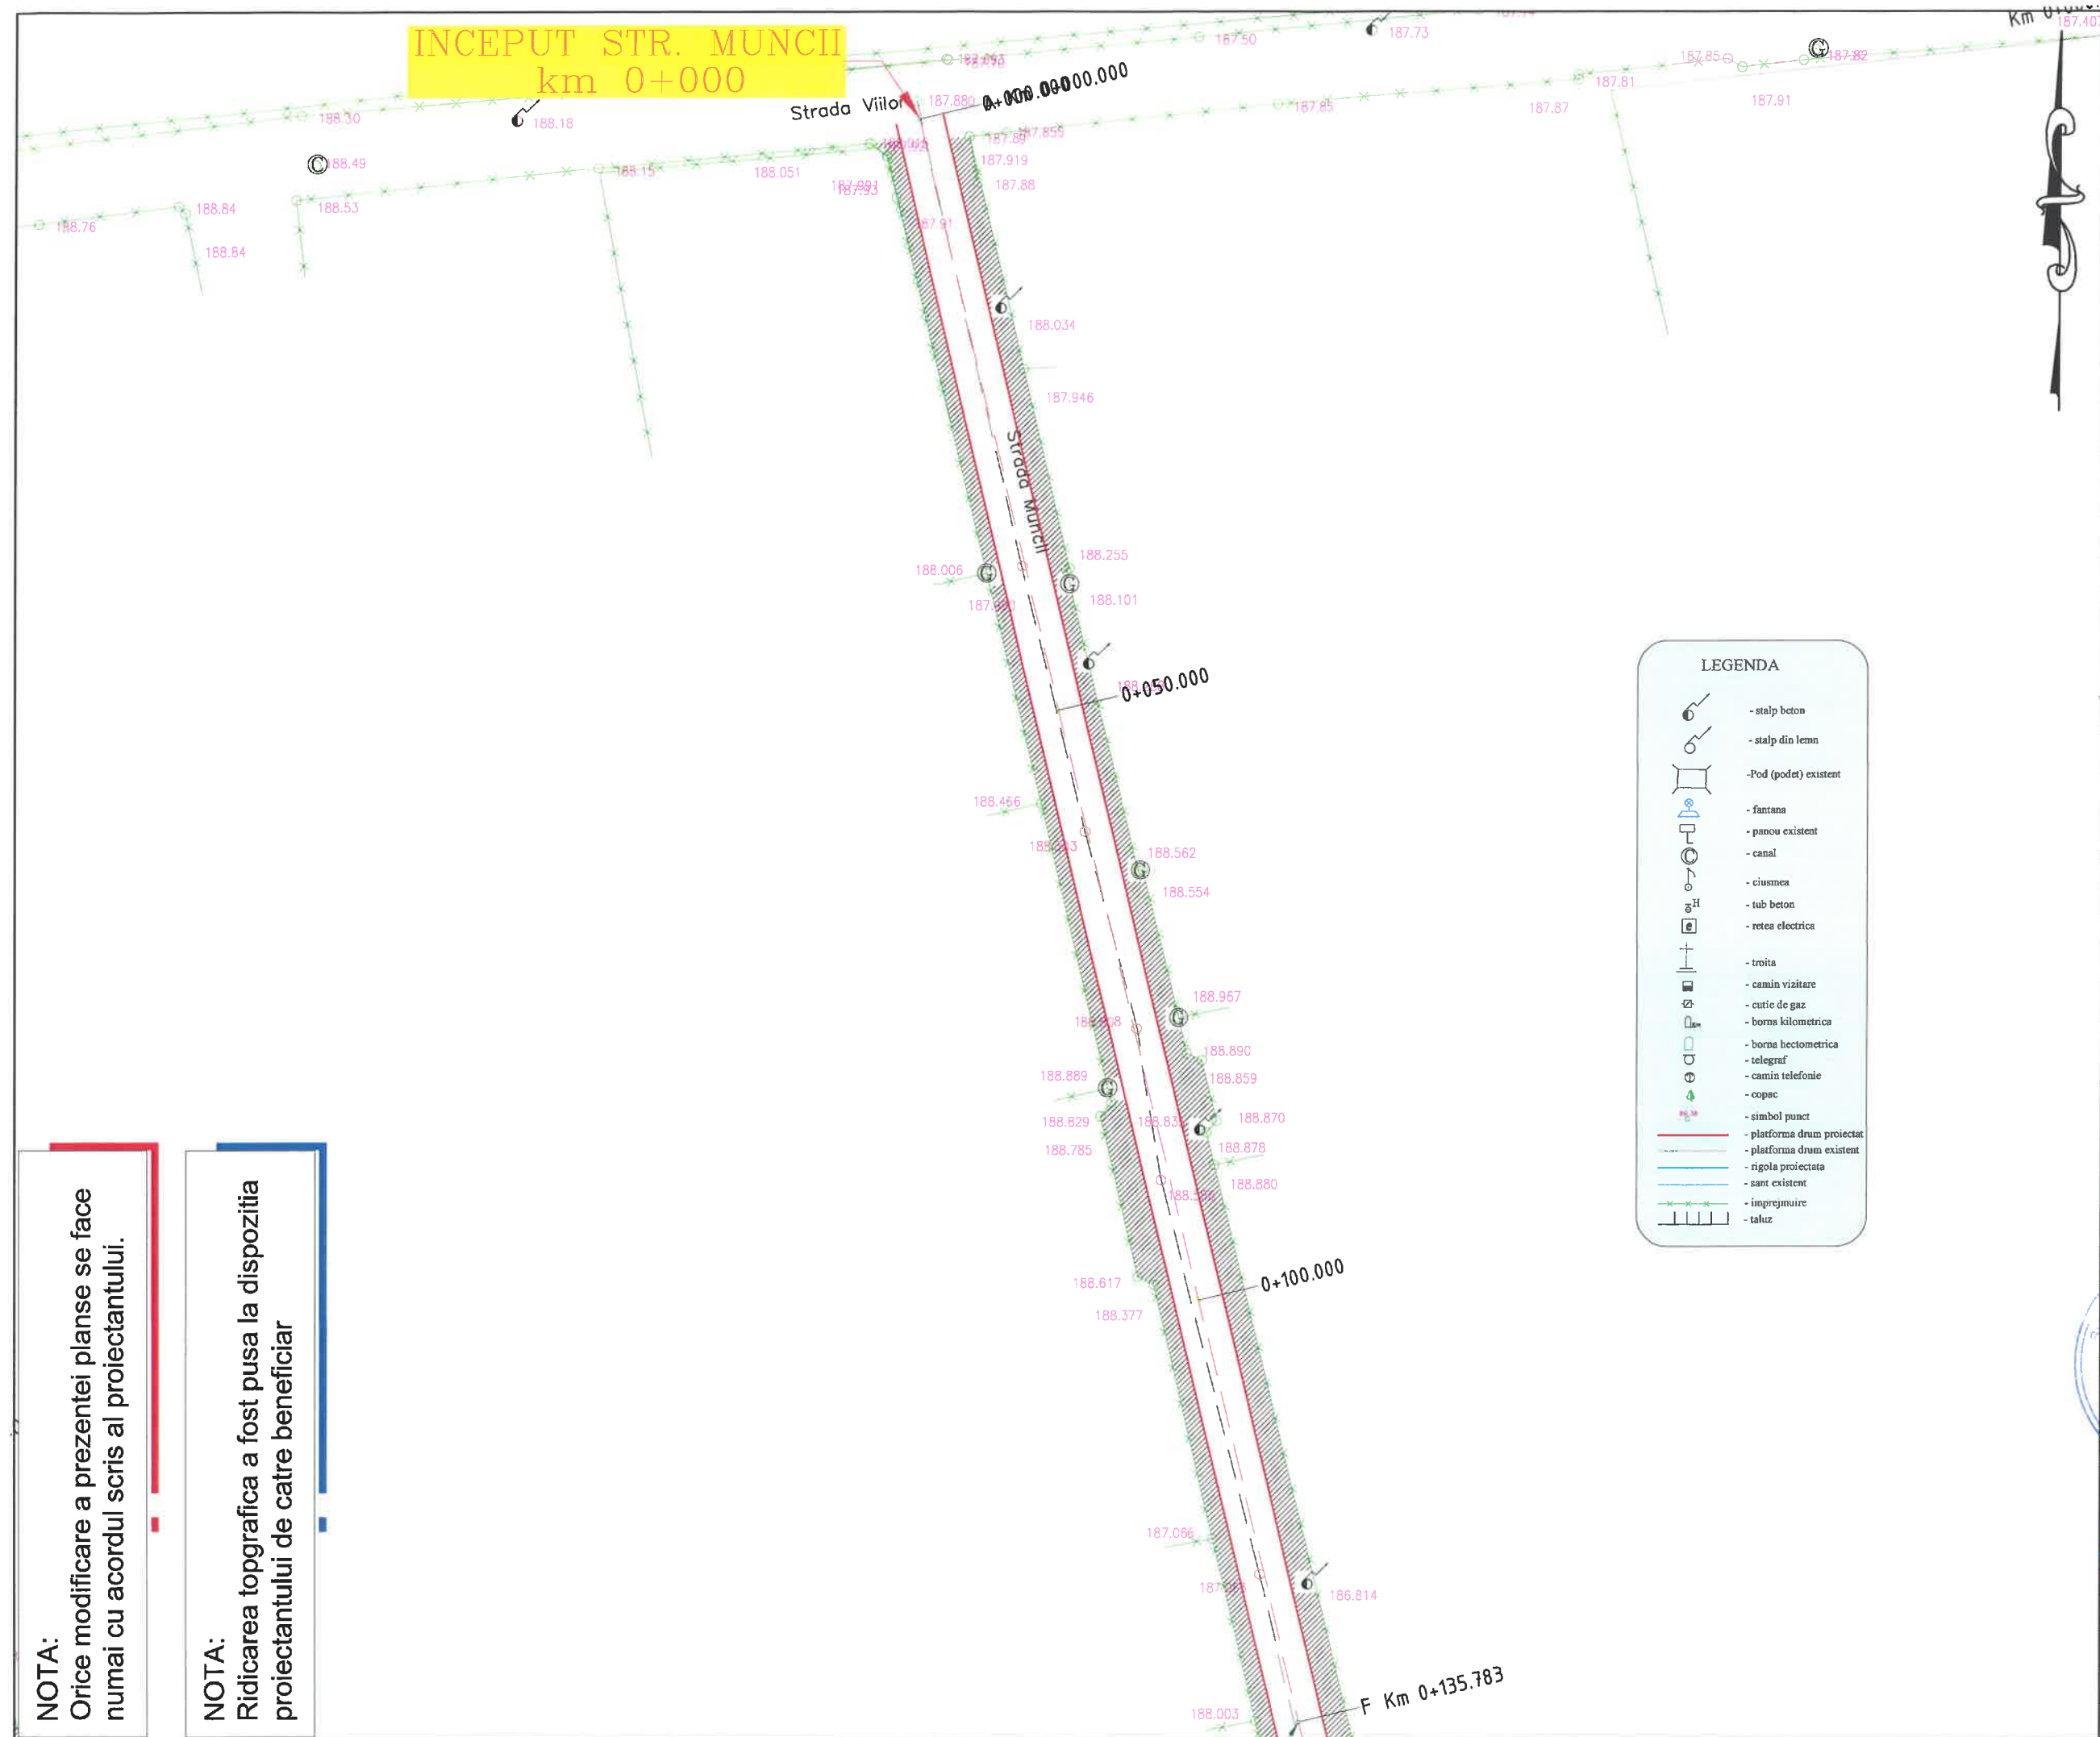 INCEPUT STR. MUNCII
km 0+000
Strada Viilor
187.880
187.50
187.73
187.85
187.81
187.87
187.91
187.85
187.855
187.89
187.919
187.88
187.91
188.30
188.18
188.49
188.15
188.051
188.53
188.84
188.84
188.76
188.034
187.946
Strada Muncii
188.255
188.006
188.101
0+050.000
188.466
188.562
188.554
188.967
188.890
188.889
188.859
188.829
188.870
188.785
188.878
188.880
188.617
0+100.000
188.377
187.066
186.814
F Km 0+135.783
188.003
LEGENDA
- stalp beton
- stalp din lemn
-Pod (podet) existent
- fantana
- panou existent
C - canal
- ciusmea
H - tub beton
e - retea electrica
- troita
- camin vizitare
- cutie de gaz
- borna kilometrica
- borna hectometrica
- telegraf
- camin telefonie
- copac
- simbol punct
- platforma drum proiectat
- platforma drum existent
- rigola proiectata
- sant existent
- imprejmuire
- taluz
NOTA:
Orice modificare a prezentei planse se face
numai cu acordul scris al proiectantului.
NOTA:
Ridicarea topgrafica a fost pusa la dispozitia
proiectantului de catre beneficiar